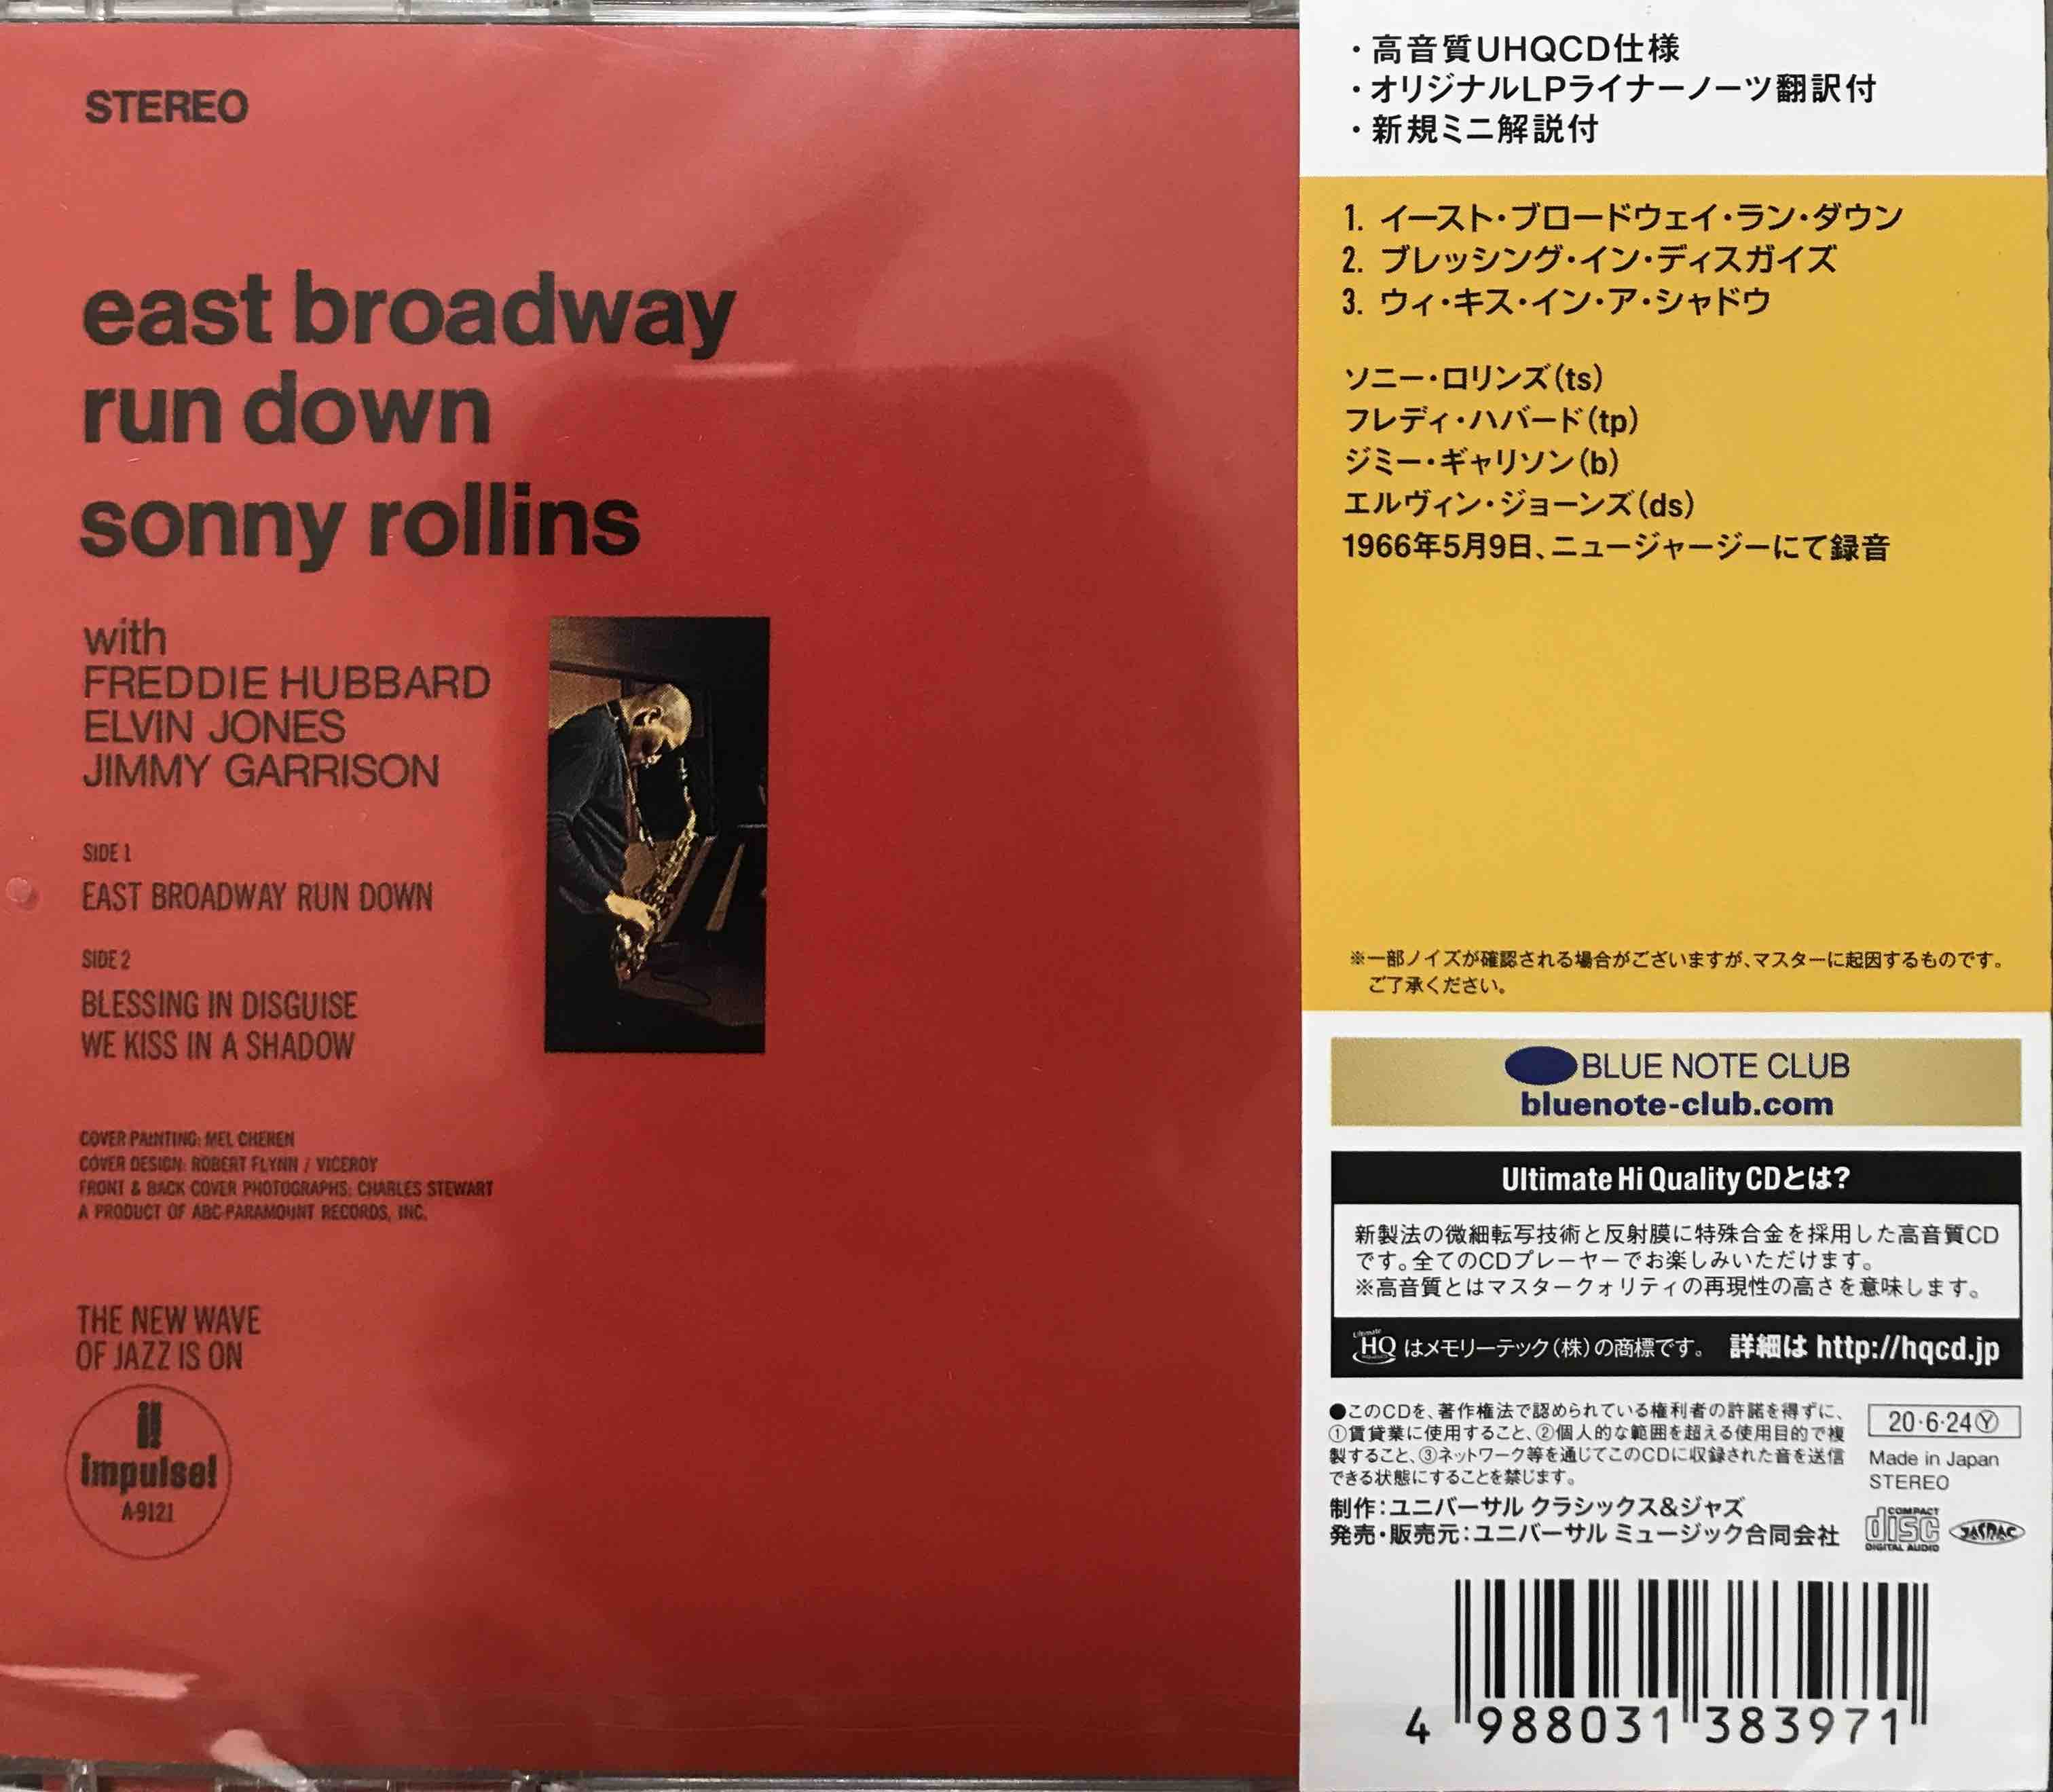 STEREO
east broadway
run down
sonny rollins
with
FREDDIE HUBBARD
ELVIN JONES
JIMMY GARRISON
SIDE 1
EAST BROADWAY RUN DOWN
SIDE 2
BLESSING IN DISGUISE
WE KISS IN A SHADOW
COVER PAINTING: MEL CHEREN
COVER DESIGN: ROBERT FLYNN / VICEROY
FRONT & BACK COVER PHOTOGRAPHS: CHARLES STEWART
A PRODUCT OF ABC-PARAMOUNT RECORDS, INC.
THE NEW WAVE
OF JAZZ IS ON
impulse!
A-9121
・高音質UHQCD仕様
・オリジナルLPライナーノーツ翻訳付
・新規ミニ解説付
1. イースト・ブロードウェイ・ラン・ダウン
2. ブレッシング・イン・ディスガイズ
3. ウィ・キス・イン・ア・シャドウ
ソニー・ロリンズ(ts)
フレディ・ハバード(tp)
ジミー・ギャリソン(b)
エルヴィン・ジョーンズ(ds)
1966年5月9日、ニュージャージーにて録音
※一部ノイズが確認される場合がございますが、マスターに起因するものです。
ご了承ください。
BLUE NOTE CLUB
bluenote-club.com
Ultimate Hi Quality CDとは?
新製法の微細転写技術と反射膜に特殊合金を採用した高音質CD
です。全てのCDプレーヤーでお楽しみいただけます。
※高音質とはマスタークォリティの再現性の高さを意味します。
Ultimate HQ はメモリーテック(株)の商標です。 詳細は http://hqcd.jp
●このCDを、著作権法で認められている権利者の許諾を得ずに、
①賃貸業に使用すること、②個人的な範囲を超える使用目的で複
製すること、③ネットワーク等を通じてこのCDに収録された音を送信
できる状態にすることを禁じます。
20・6・24Ⓨ
Made in Japan
STEREO
制作:ユニバーサル クラシックス&ジャズ
発売・販売元:ユニバーサル ミュージック合同会社
COMPACT
disc
DIGITAL AUDIO
JASRAC
4 988031 383971